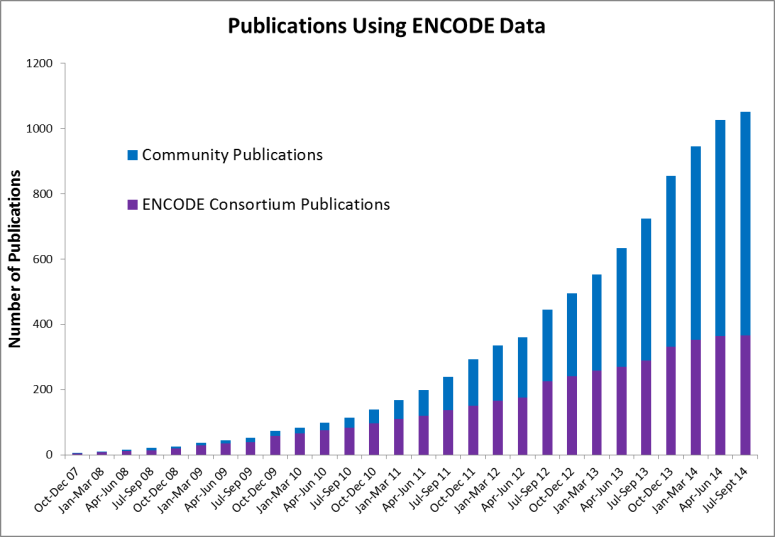 Publications Using ENCODE Data
Number of Publications
1200
1000
800
600
400
200
0
Community Publications
ENCODE Consortium Publications
Oct-Dec 07
Jan-Mar 08
Apr-Jun 08
Jul-Sep 08
Oct-Dec 08
Jan-Mar 09
Apr-Jun 09
Jul-Sep 09
Oct-Dec 09
Jan-Mar 10
Apr-Jun 10
Jul-Sep 10
Oct-Dec 10
Jan-Mar 11
Apr-Jun 11
Jul-Sep 11
Oct-Dec 11
Jan-Mar 12
Apr-Jun 12
Jul-Sep 12
Oct-Dec 12
Jan-Mar 13
Apr-Jun 13
Jul-Sep 13
Oct-Dec 13
Jan-Mar 14
Apr-Jun 14
Jul-Sept 14